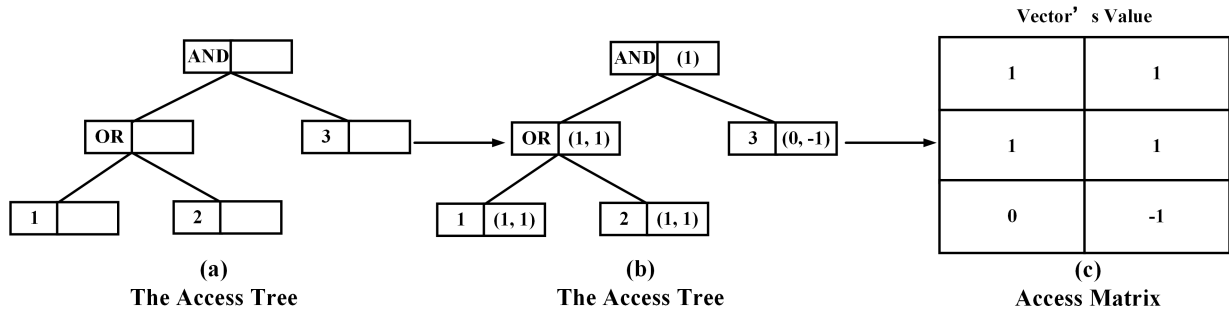 Vector’s Value
AND
AND (1)
1 1
OR
3
OR (1, 1)
3 (0, -1)
1 1
1
2
1 (1, 1)
2 (1, 1)
0 -1
(a)
(b)
(c)
The Access Tree
The Access Tree
Access Matrix